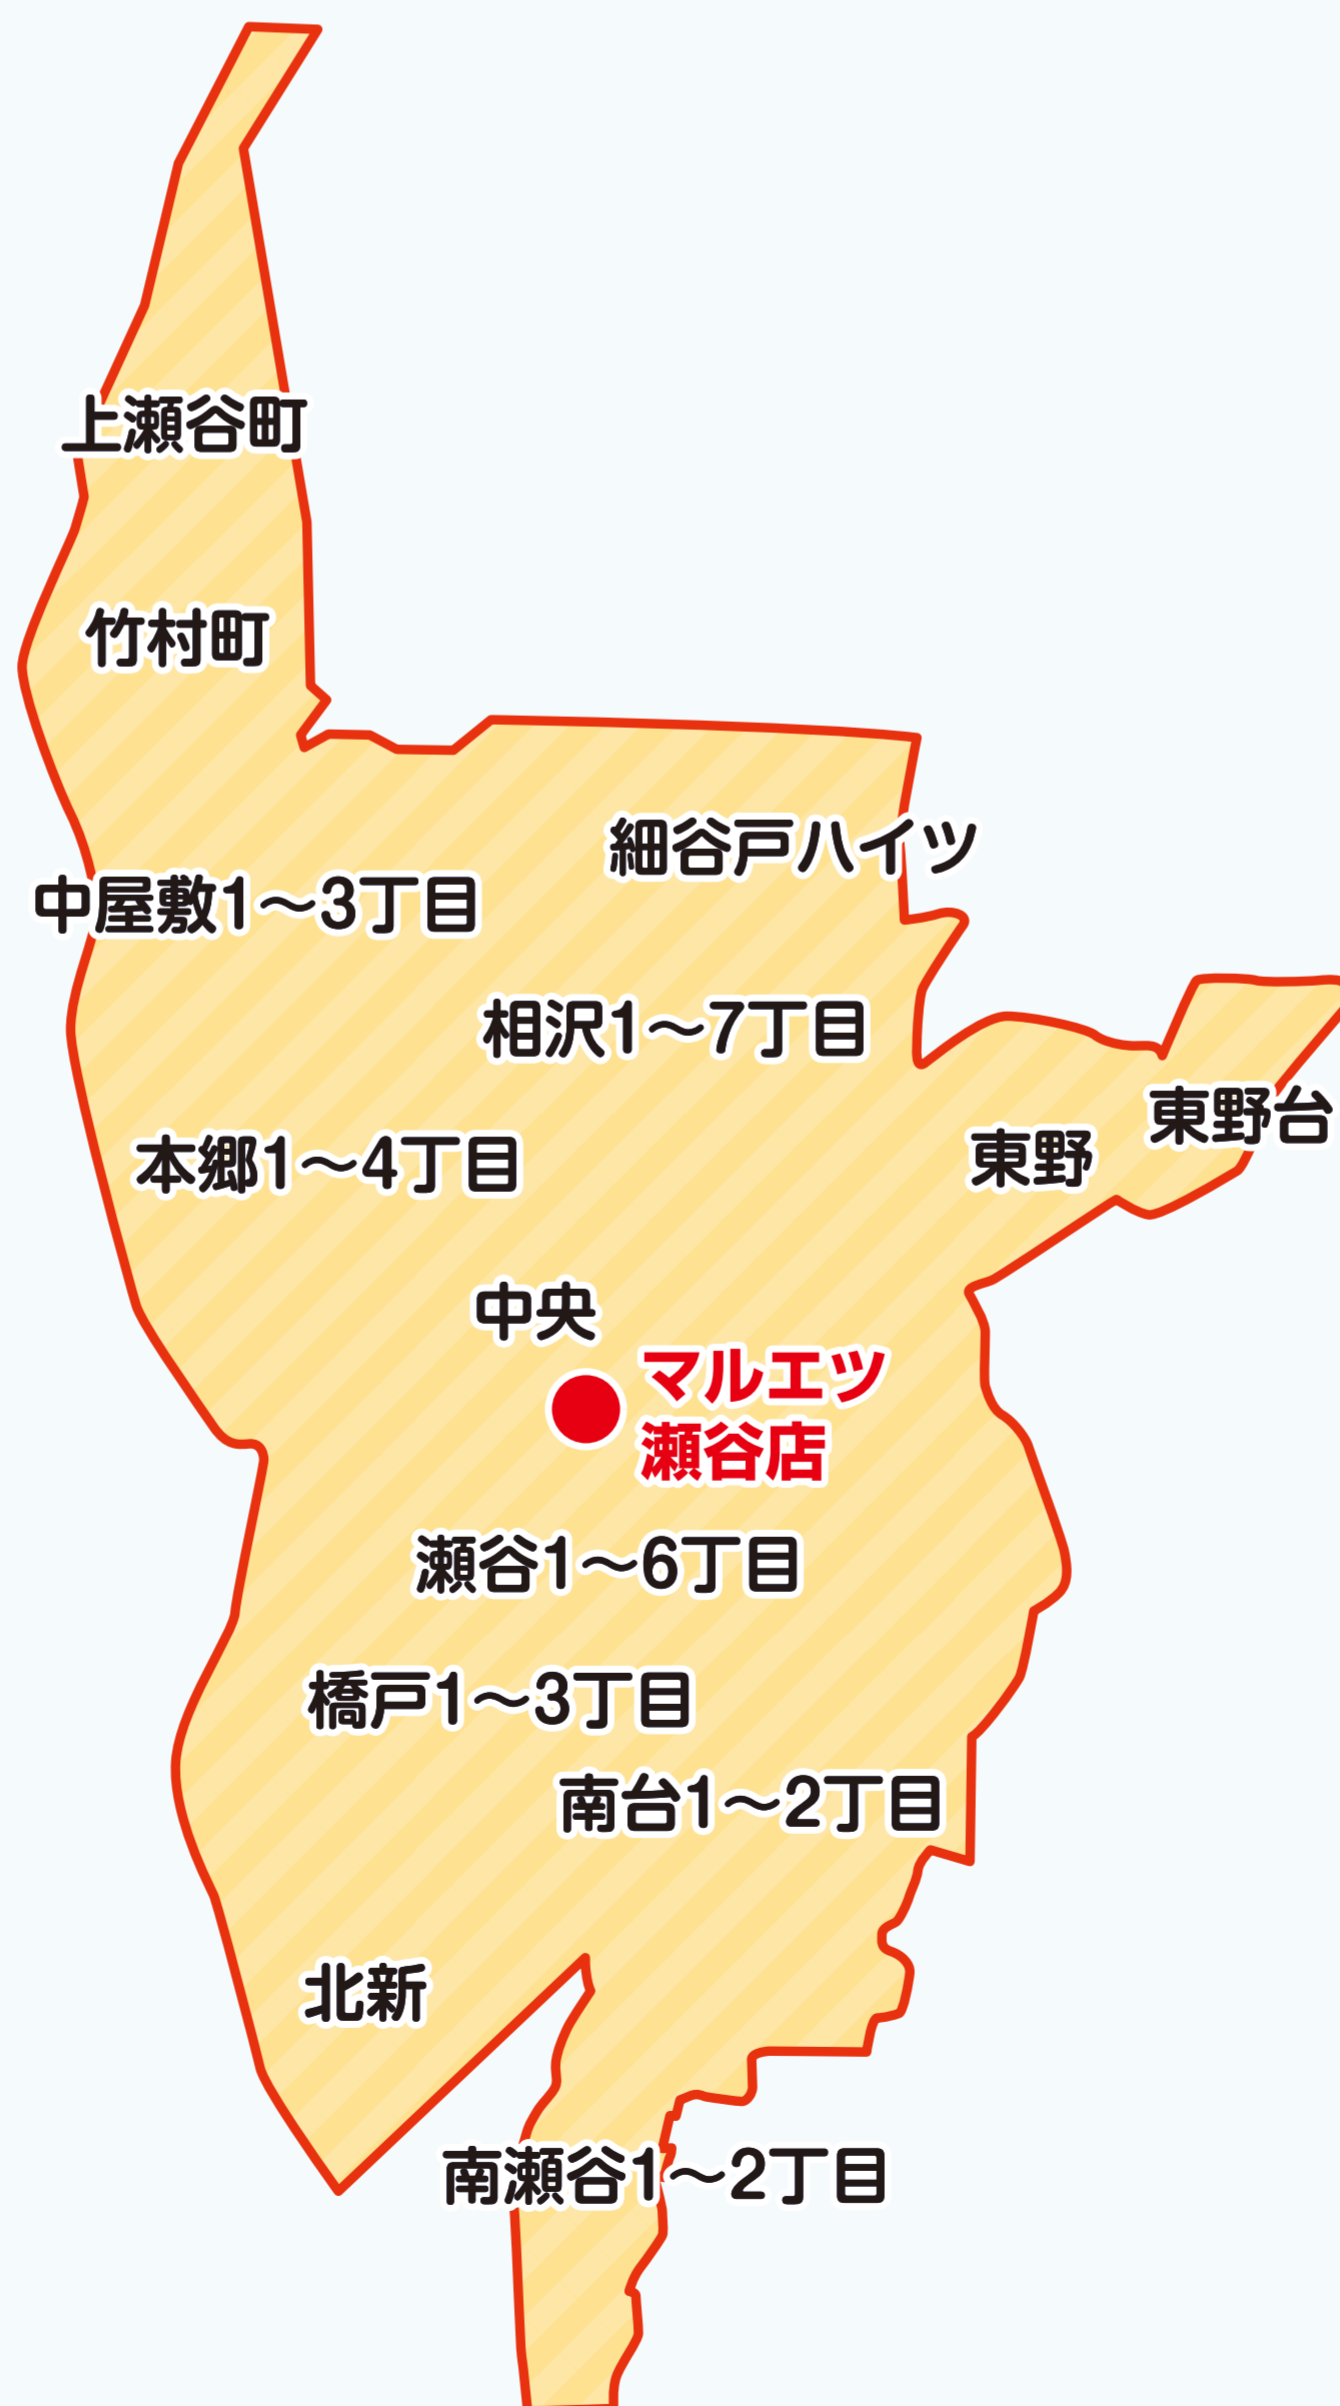 上瀬谷町
竹村町
細谷戸ハイツ
中屋敷1〜3丁目
相沢1〜7丁目
東野台
東野
本郷1〜4丁目
中央
マルエツ
瀬谷店
瀬谷1〜6丁目
橋戸1〜3丁目
南台1〜2丁目
北新
南瀬谷1〜2丁目